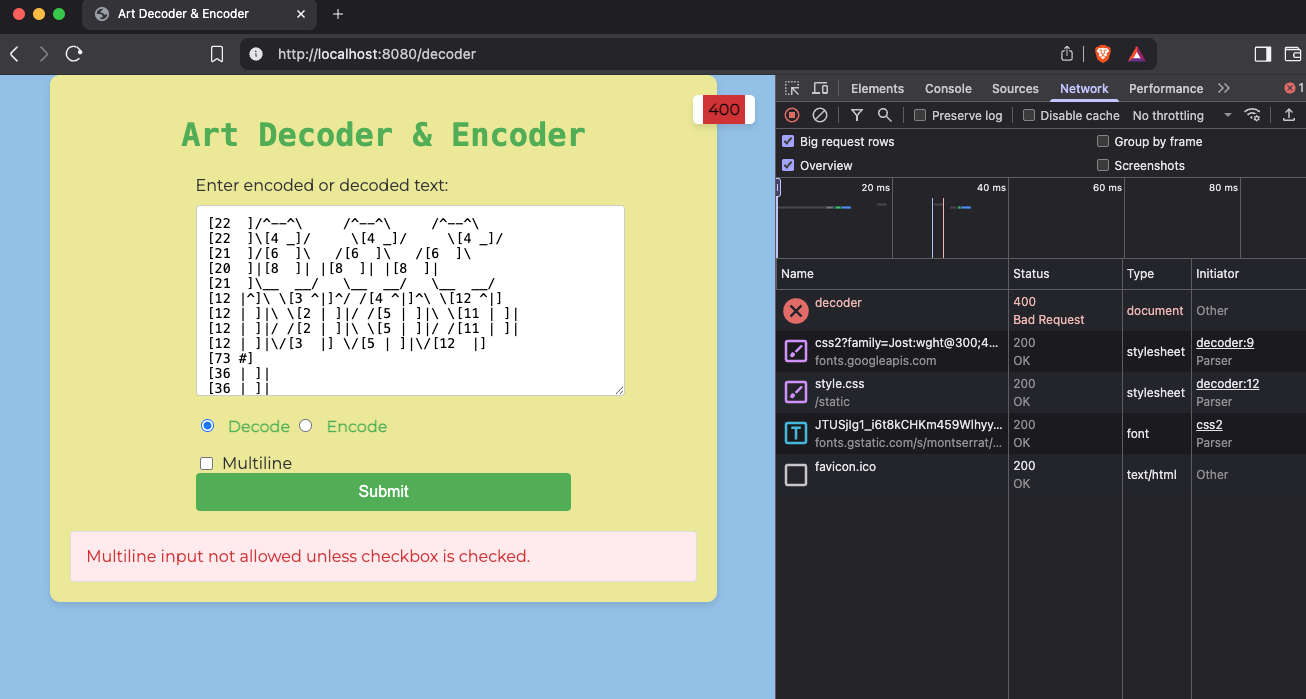 Art Decoder & Encoder
http://localhost:8080/decoder
400
Art Decoder & Encoder
Enter encoded or decoded text:
[22  ]/^––^\     /^––^\     /^––^\
[22  ]\[4 _]/     \[4 _]/     \[4 _]/
[21  ]/[6  ]\   /[6  ]\   /[6  ]\
[20  ]|[8  ]| |[8  ]| |[8  ]|
[21  ]\__  __/   \__  __/   \__  __/
[12 |^]\ \[3 ^|]^/ /[4 ^|]^\ \[12 ^|]
[12 | ]|\ \[2 | ]|/ /[5 | ]|\ \[11 | ]|
[12 | ]|/ /[2 | ]|\ \[5 | ]|/ /[11 | ]|
[12 | ]|\/[3  |] \/[5 | ]|\/[12  |]
[73 #]
[36 | ]|
[36 | ]|
Decode Encode
Multiline
Submit
Multiline input not allowed unless checkbox is checked.
Elements Console Sources Network Performance 1
Preserve log Disable cache No throttling
Big request rows Group by frame
Overview Screenshots
20 ms 40 ms 60 ms 80 ms
Name Status Type Initiator
decoder 400 Bad Request document Other
css2?family=Jost:wght@300;4... 200 OK stylesheet decoder:9
fonts.googleapis.com Parser
style.css 200 OK stylesheet decoder:12
/static Parser
JTUSjIg1_i6t8kCHKm459Wlhyy... 200 OK font css2
fonts.gstatic.com/s/montserrat/... Parser
favicon.ico 200 OK text/html Other